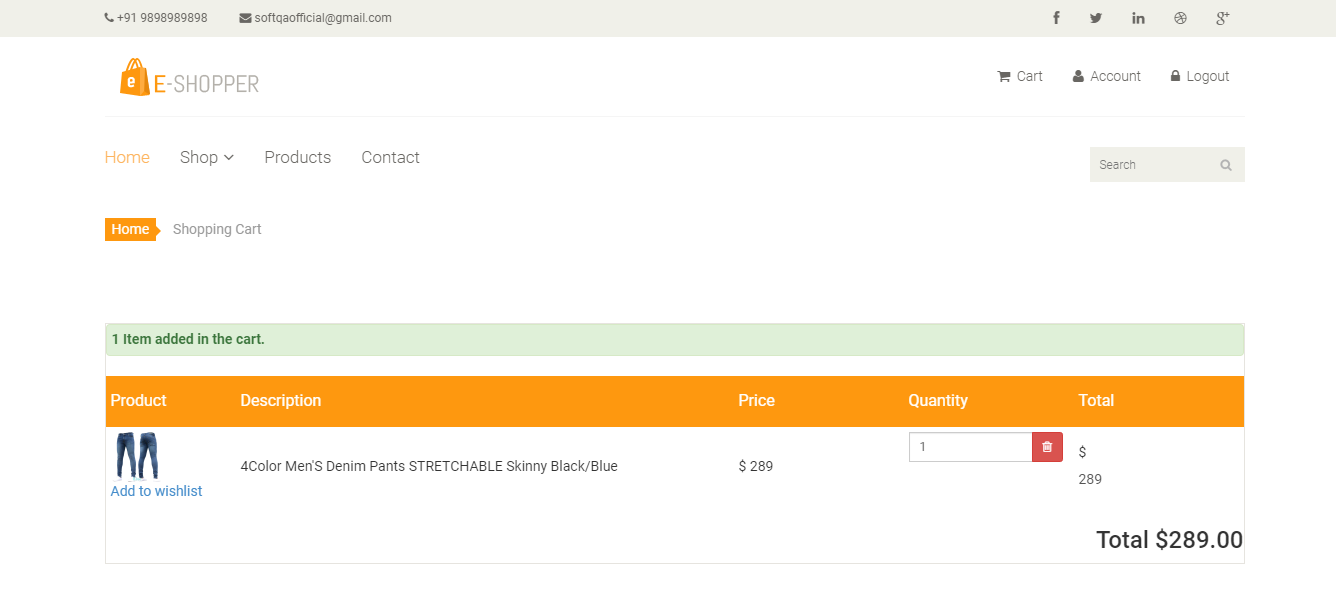 +91 9898989898 softqaofficial@gmail.com
e E-SHOPPER Cart Account Logout
Home Shop Products Contact Search
Home Shopping Cart
1 Item added in the cart.
Product Description Price Quantity Total
4Color Men'S Denim Pants STRETCHABLE Skinny Black/Blue $ 289 1 $
289
Add to wishlist
Total $289.00